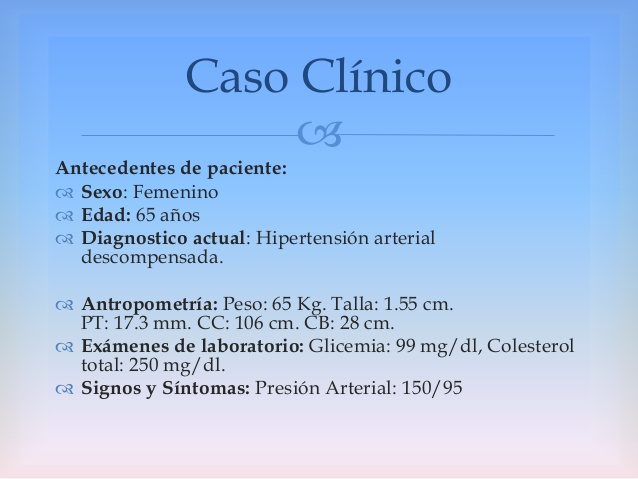 Caso Clínico
Antecedentes de paciente:
Sexo: Femenino
Edad: 65 años
Diagnostico actual: Hipertensión arterial
descompensada.
Antropometría: Peso: 65 Kg. Talla: 1.55 cm.
PT: 17.3 mm. CC: 106 cm. CB: 28 cm.
Exámenes de laboratorio: Glicemia: 99 mg/dl, Colesterol
total: 250 mg/dl.
Signos y Síntomas: Presión Arterial: 150/95